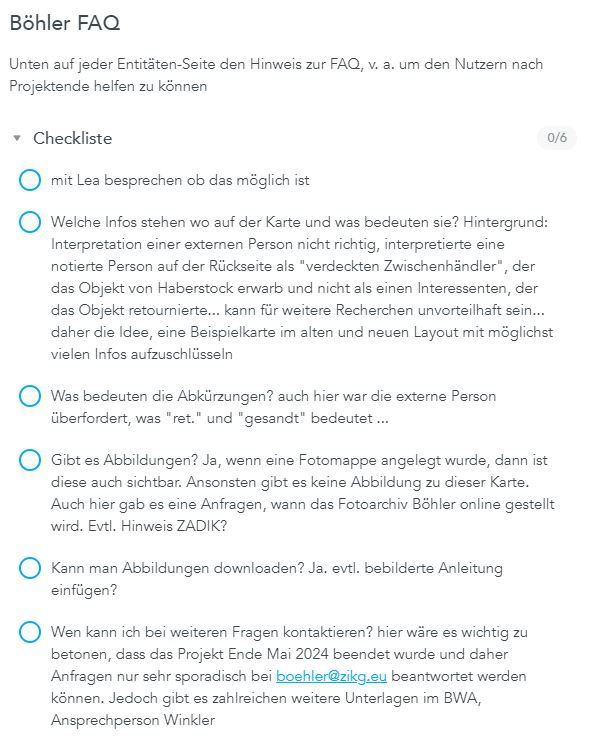 Böhler FAQ
Unten auf jeder Entitäten-Seite den Hinweis zur FAQ, v. a. um den Nutzern nach
Projektende helfen zu können
Checkliste
0/6
mit Lea besprechen ob das möglich ist
Welche Infos stehen wo auf der Karte und was bedeuten sie? Hintergrund:
Interpretation einer externen Person nicht richtig, interpretierte eine
notierte Person auf der Rückseite als "verdeckten Zwischenhändler", der
das Objekt von Haberstock erwarb und nicht als einen Interessenten, der
das Objekt retournierte... kann für weitere Recherchen unvorteilhaft sein...
daher die Idee, eine Beispielkarte im alten und neuen Layout mit möglichst
vielen Infos aufzuschlüsseln
Was bedeuten die Abkürzungen? auch hier war die externe Person
überfordert, was "ret." und "gesandt" bedeutet ...
Gibt es Abbildungen? Ja, wenn eine Fotomappe angelegt wurde, dann ist
diese auch sichtbar. Ansonsten gibt es keine Abbildung zu dieser Karte.
Auch hier gab es eine Anfragen, wann das Fotoarchiv Böhler online gestellt
wird. Evtl. Hinweis ZADIK?
Kann man Abbildungen downloaden? Ja. evtl. bebilderte Anleitung
einfügen?
Wen kann ich bei weiteren Fragen kontaktieren? hier wäre es wichtig zu
betonen, dass das Projekt Ende Mai 2024 beendet wurde und daher
Anfragen nur sehr sporadisch bei boehler@zikg.eu beantwortet werden
können. Jedoch gibt es zahlreichen weitere Unterlagen im BWA,
Ansprechperson Winkler